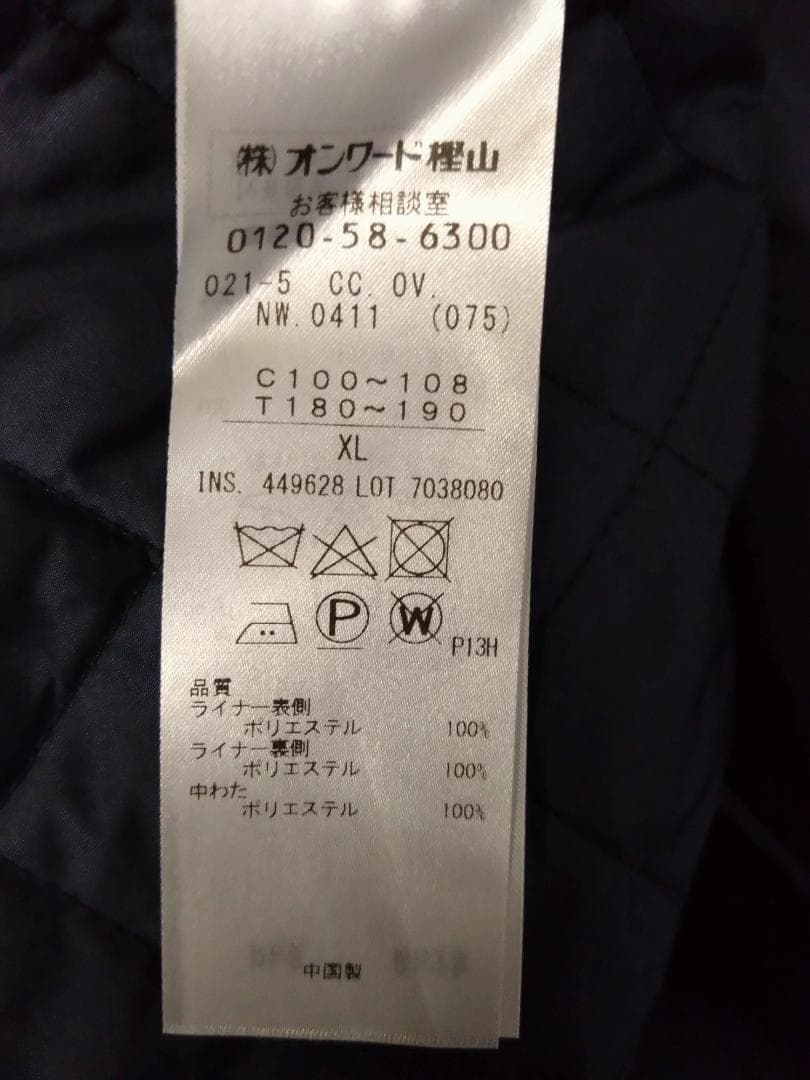 (株)オンワード樫山
お客様相談室
0120-58-6300
021-5 CC. OV.
NW.0411 (075)
C100~108
T180~190
XL
INS. 449628 LOT 7038080
P
W
P13H
品質
ライナー表側
ポリエステル 100%
ライナー裏側
ポリエステル 100%
中わた
ポリエステル 100%
中国製